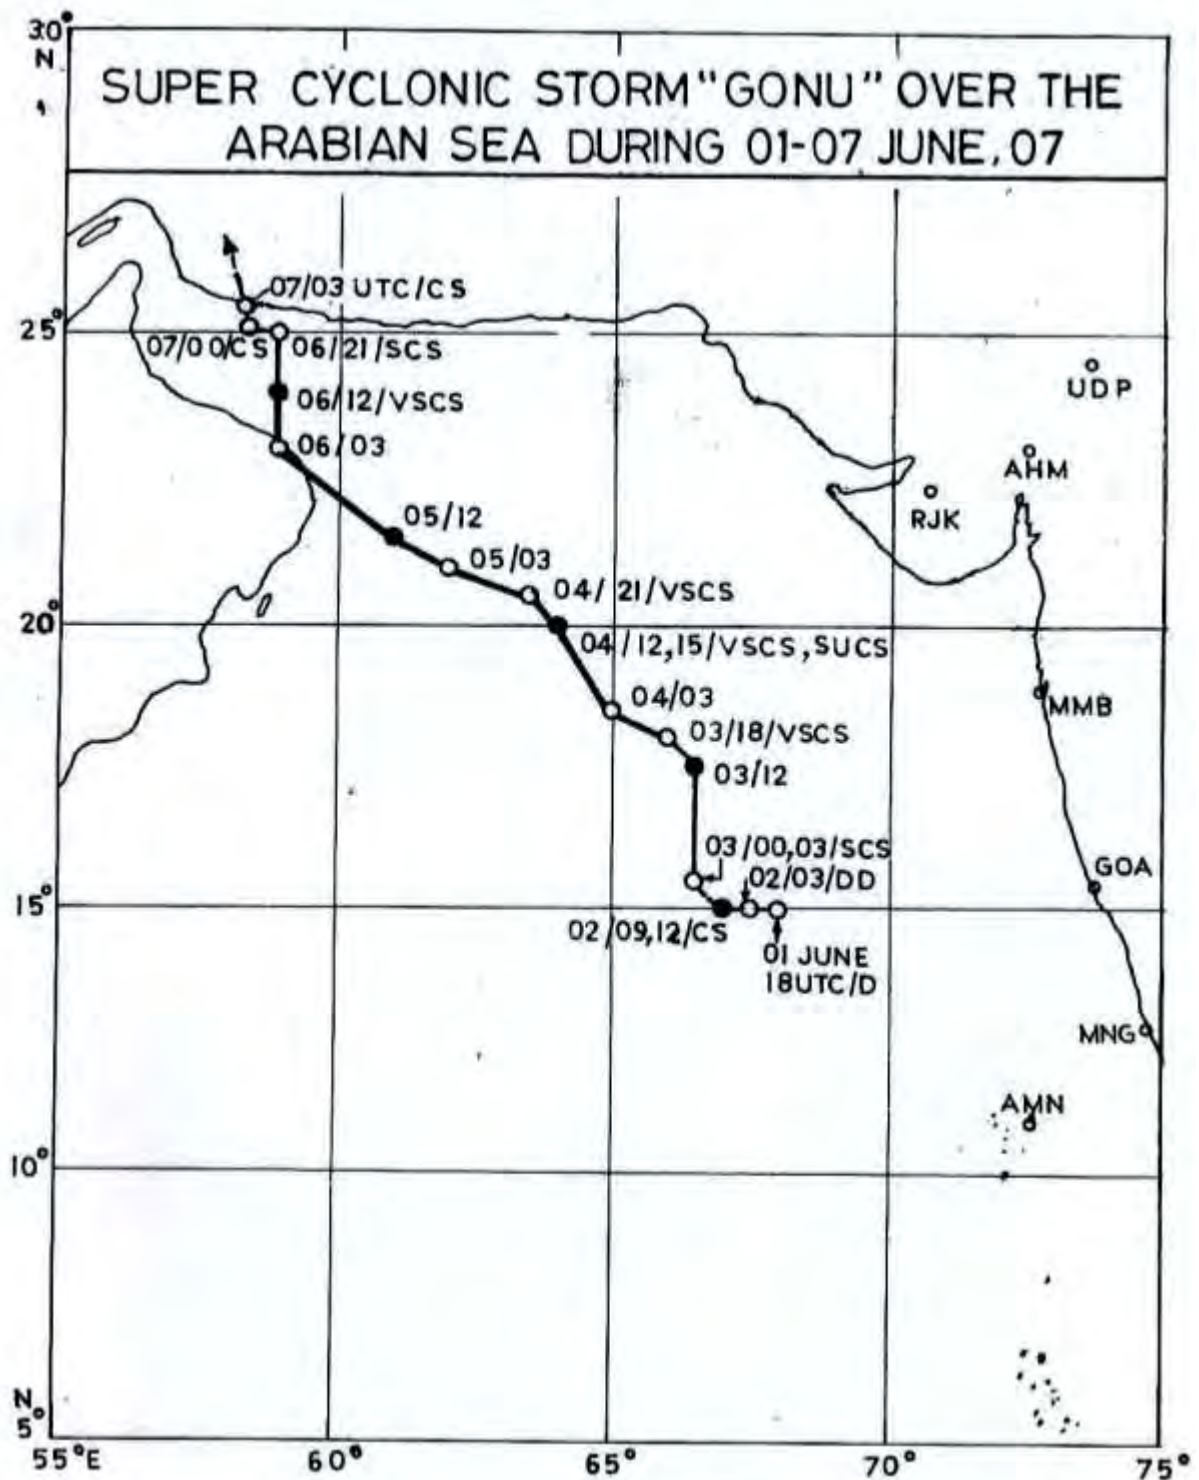 30°
N
SUPER CYCLONIC STORM "GONU" OVER THE
ARABIAN SEA DURING 01-07 JUNE, 07
07/03 UTC/CS
25°
07/00/CS
06/21/SCS
UDP
06/12/VSCS
06/03
AHM
RJK
05/12
05/03
04/21/VSCS
20°
04/12,15/VSCS,SUCS
04/03
MMB
03/18/VSCS
03/12
03/00,03/SCS
GOA
02/03/DD
15°
02/09,12/CS
01 JUNE
18UTC/D
MNG
AMN
10°
N
5°
55°E 60° 65° 70° 75°